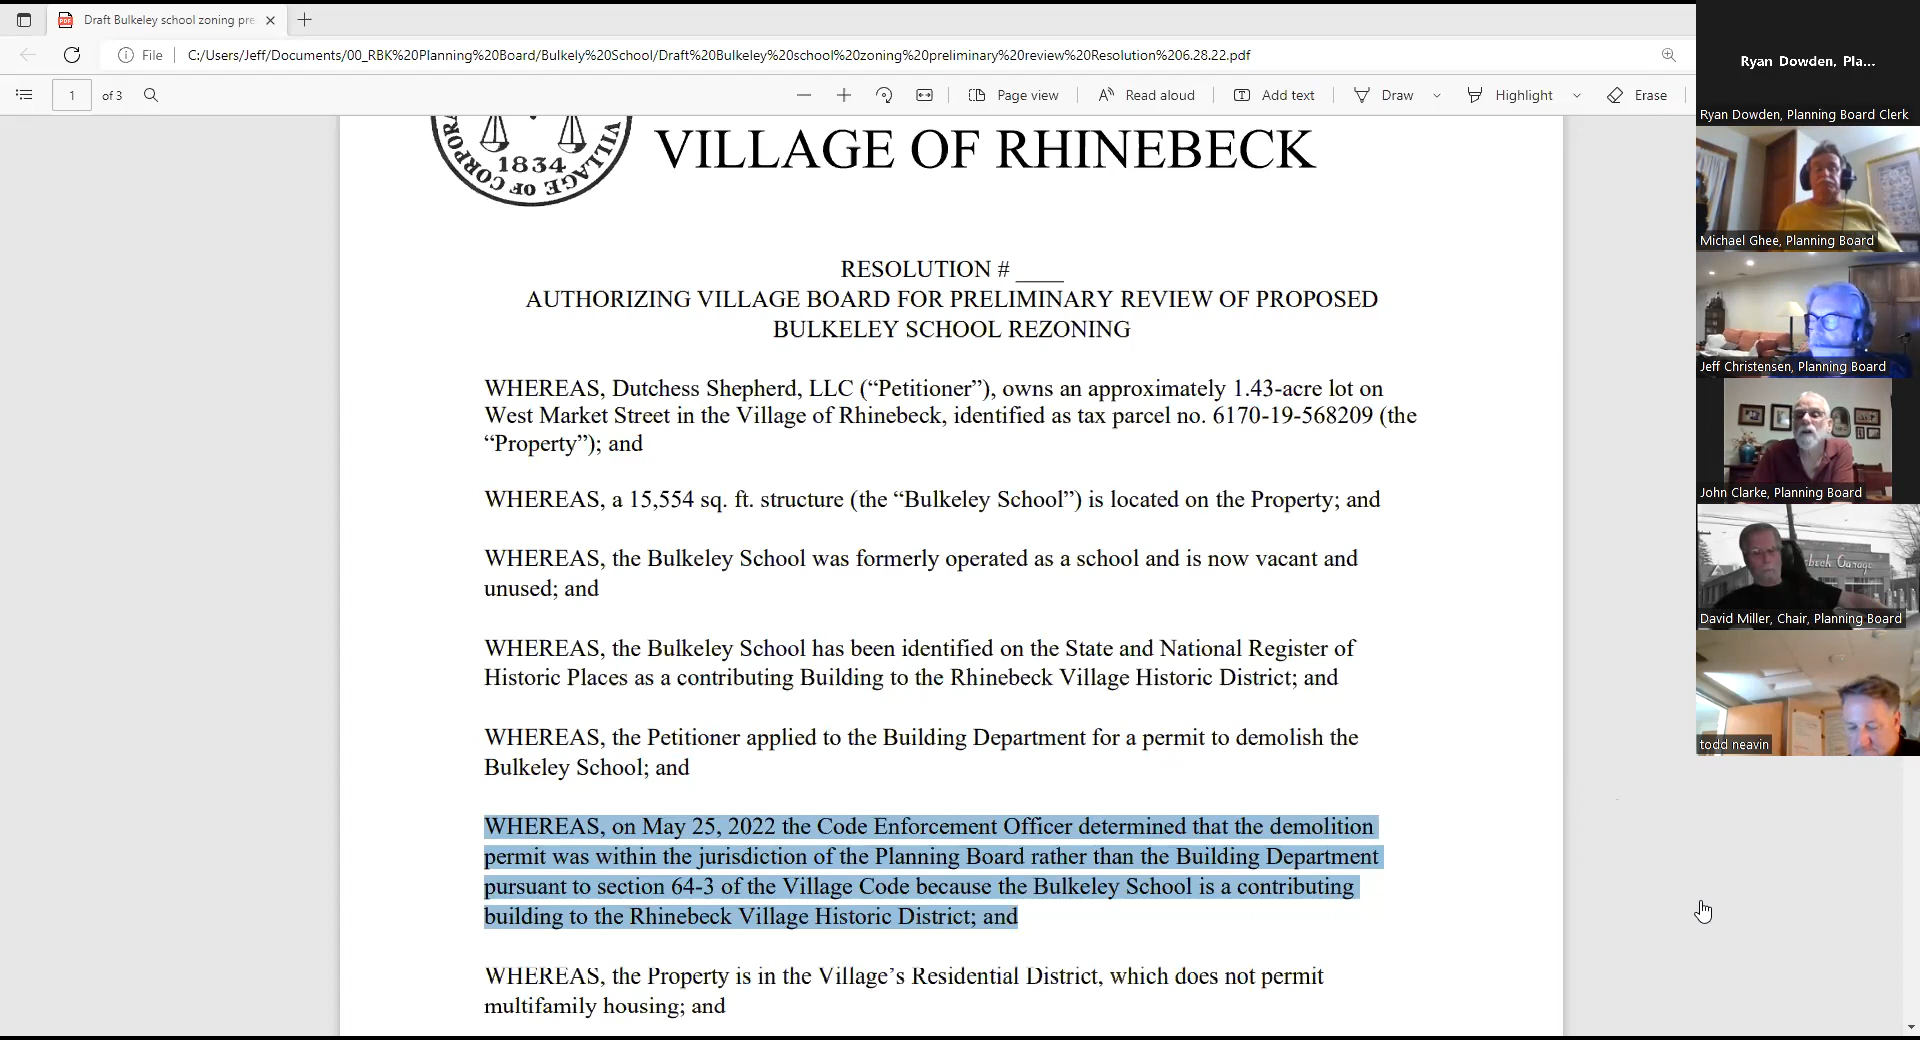 Draft Bulkeley school zoning pre
File
C:/Users/Jeff/Documents/00_RBK%20Planning%20Board/Bulkely%20School/Draft%20Bulkeley%20school%20zoning%20preliminary%20review%20Resolution%206.28.22.pdf
1 of 3
Page view
Read aloud
Add text
Draw
Highlight
Erase
VILLAGE OF CORPOR
1834
VILLAGE OF RHINEBECK
RESOLUTION # ____
AUTHORIZING VILLAGE BOARD FOR PRELIMINARY REVIEW OF PROPOSED
BULKELEY SCHOOL REZONING
WHEREAS, Dutchess Shepherd, LLC (“Petitioner”), owns an approximately 1.43-acre lot on
West Market Street in the Village of Rhinebeck, identified as tax parcel no. 6170-19-568209 (the
“Property”); and
WHEREAS, a 15,554 sq. ft. structure (the “Bulkeley School”) is located on the Property; and
WHEREAS, the Bulkeley School was formerly operated as a school and is now vacant and
unused; and
WHEREAS, the Bulkeley School has been identified on the State and National Register of
Historic Places as a contributing Building to the Rhinebeck Village Historic District; and
WHEREAS, the Petitioner applied to the Building Department for a permit to demolish the
Bulkeley School; and
WHEREAS, on May 25, 2022 the Code Enforcement Officer determined that the demolition
permit was within the jurisdiction of the Planning Board rather than the Building Department
pursuant to section 64-3 of the Village Code because the Bulkeley School is a contributing
building to the Rhinebeck Village Historic District; and
WHEREAS, the Property is in the Village’s Residential District, which does not permit
multifamily housing; and
Ryan Dowden, Pla...
Ryan Dowden, Planning Board Clerk
Michael Ghee, Planning Board
Jeff Christensen, Planning Board
John Clarke, Planning Board
beck Garage
David Miller, Chair, Planning Board
todd neavin